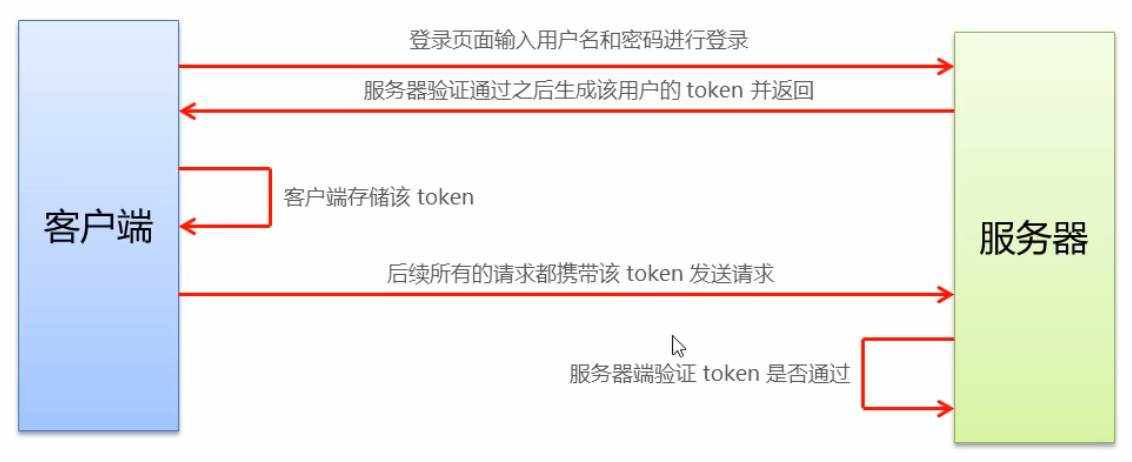 登录页面输入用户名和密码进行登录
服务器验证通过之后生成该用户的 token 并返回
客户端存储该 token
客户端
服务器
后续所有的请求都携带该 token 发送请求
服务器端验证 token 是否通过